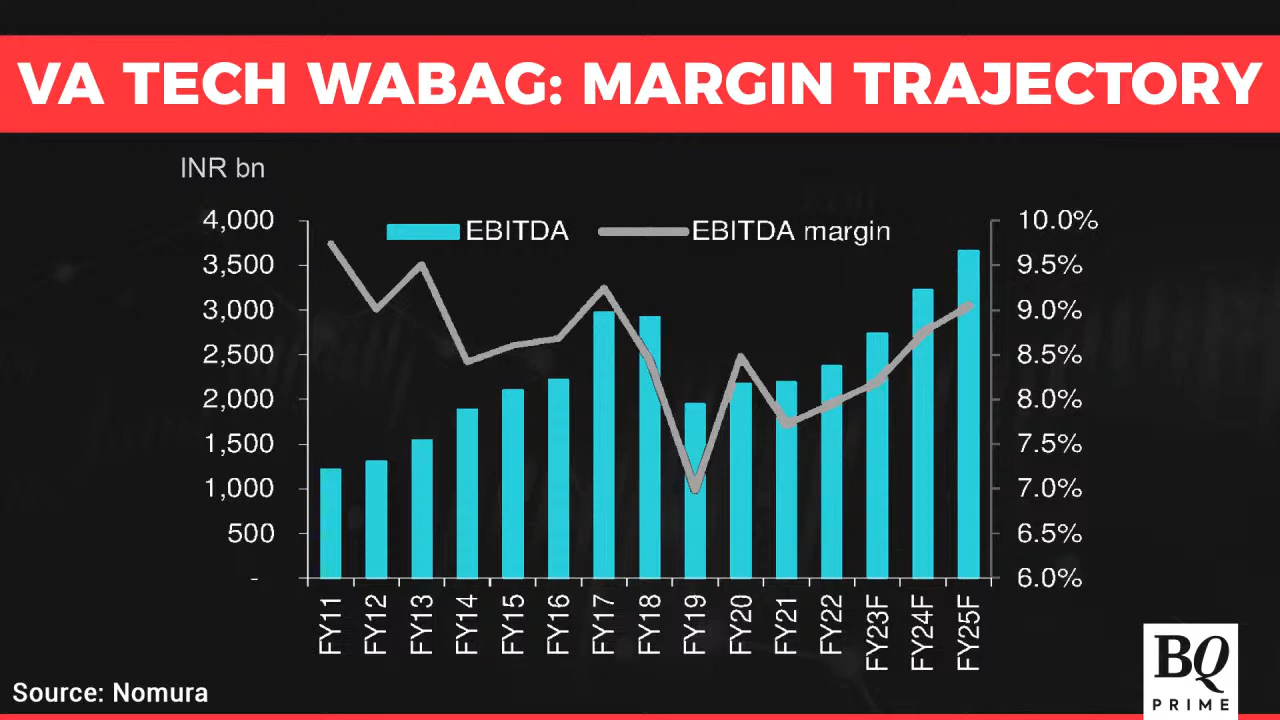 VA TECH WABAG: MARGIN TRAJECTORY
INR bn
EBITDA
EBITDA margin
4,000
3,500
3,000
2,500
2,000
1,500
1,000
500
-
10.0%
9.5%
9.0%
8.5%
8.0%
7.5%
7.0%
6.5%
6.0%
FY11
FY12
FY13
FY14
FY15
FY16
FY17
FY18
FY19
FY20
FY21
FY22
FY23F
FY24F
FY25F
Source: Nomura
BQ
PRIME